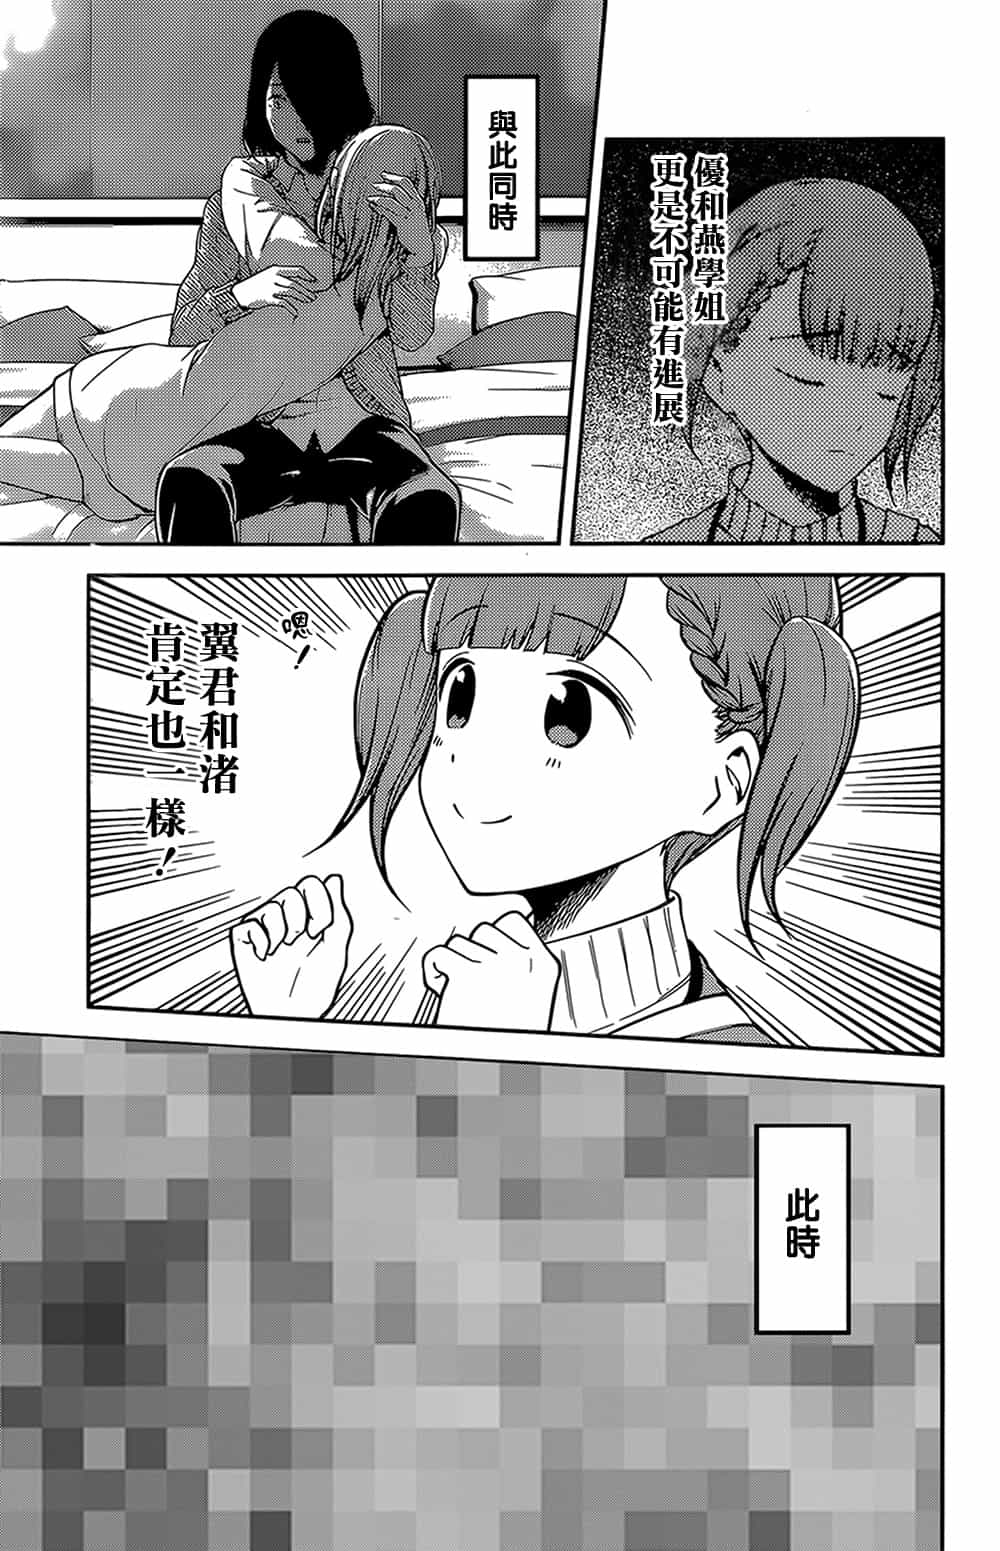 優和燕學姐
更是不可能有進展
與此同時
嗯！
翼君和渚
肯定也一樣！
此時